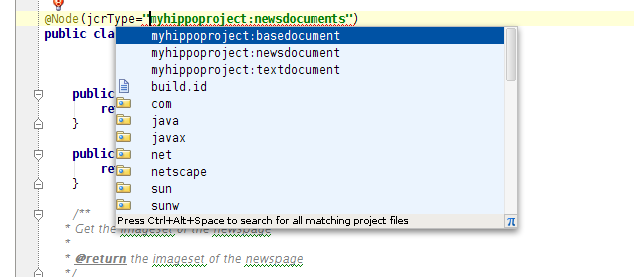 @Node(jcrType="myhippoproject:newsdocuments")
public clas
myhippoproject:basedocument
myhippoproject:newsdocument
myhippoproject:textdocument
build.id
com
java
javax
net
netscape
sun
sunw
Press Ctrl+Alt+Space to search for all matching project files
π
public
re
}
public
re
}
/**
* Get the imageset of the newspage
*
* @return the imageset of the newspage
*/